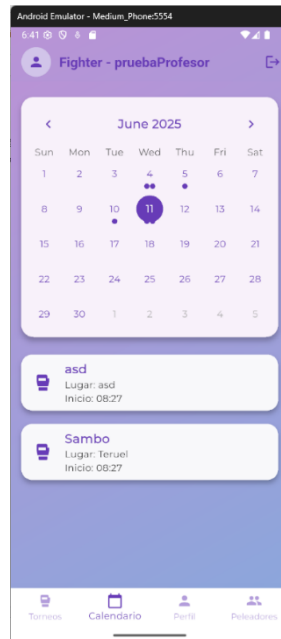 Android Emulator - Medium_Phone:5554
6:41
Fighter - pruebaProfesor
June 2025
Sun Mon Tue Wed Thu Fri Sat
1 2 3 4 5 6 7
8 9 10 11 12 13 14
15 16 17 18 19 20 21
22 23 24 25 26 27 28
29 30 1 2 3 4 5
asd
Lugar: asd
Inicio: 08:27
Sambo
Lugar: Teruel
Inicio: 08:27
Torneos Calendario Perfil Peleadores